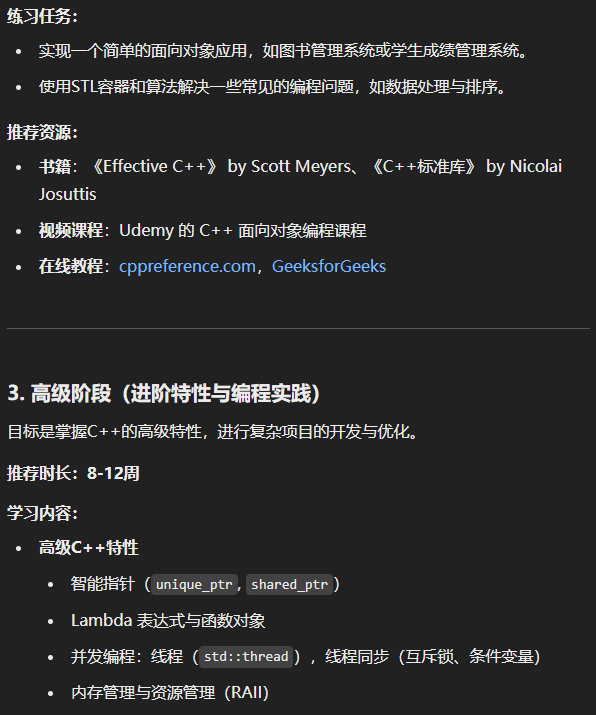 练习任务：
• 实现一个简单的面向对象应用，如图书管理系统或学生成绩管理系统。
• 使用STL容器和算法解决一些常见的编程问题，如数据处理与排序。
推荐资源：
• 书籍：《Effective C++》 by Scott Meyers、《C++标准库》 by Nicolai
Josuttis
• 视频课程：Udemy 的 C++ 面向对象编程课程
• 在线教程：cppreference.com，GeeksforGeeks
3. 高级阶段（进阶特性与编程实践）
目标是掌握C++的高级特性，进行复杂项目的开发与优化。
推荐时长：8-12周
学习内容：
• 高级C++特性
• 智能指针（unique_ptr, shared_ptr）
• Lambda 表达式与函数对象
• 并发编程：线程（std::thread），线程同步（互斥锁、条件变量）
• 内存管理与资源管理（RAII）